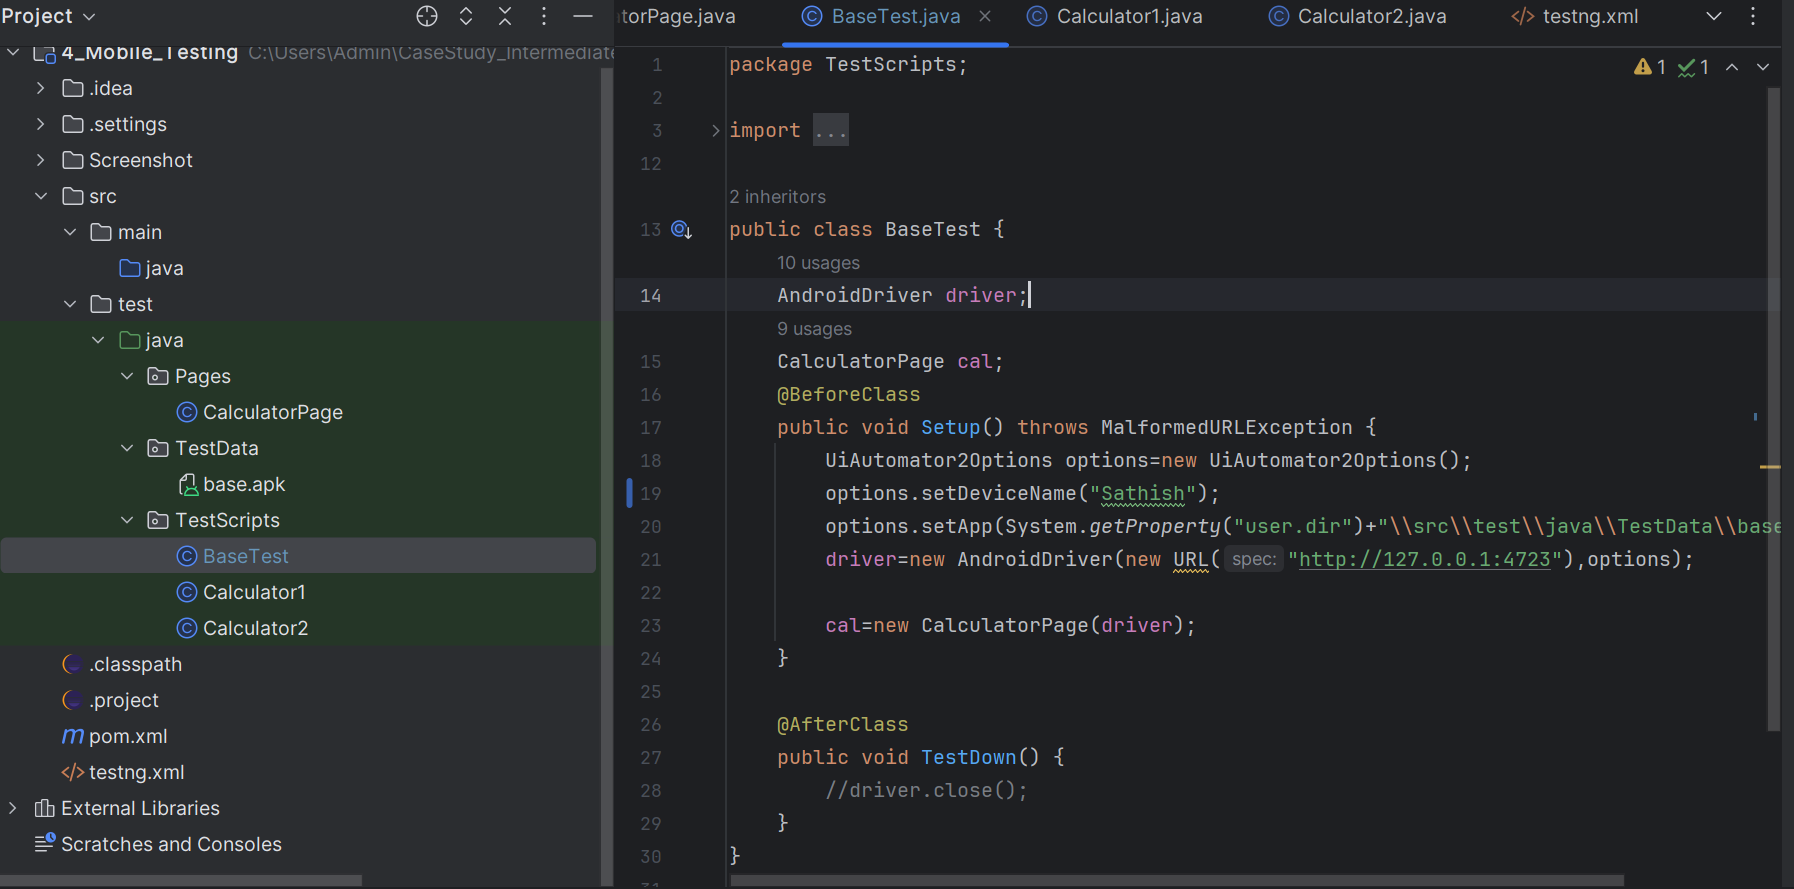 Project
4_Mobile_Testing C:\Users\Admin\CaseStudy_Intermediate
.idea
.settings
Screenshot
src
main
java
test
java
Pages
CalculatorPage
TestData
base.apk
TestScripts
BaseTest
Calculator1
Calculator2
.classpath
.project
pom.xml
testng.xml
External Libraries
Scratches and Consoles
torPage.java BaseTest.java Calculator1.java Calculator2.java testng.xml
1 package TestScripts; 1 1
2
3 import ...
12
2 inheritors
13 public class BaseTest {
10 usages
14 AndroidDriver driver;
9 usages
15 CalculatorPage cal;
16 @BeforeClass
17 public void Setup() throws MalformedURLException {
18 UiAutomator2Options options=new UiAutomator2Options();
19 options.setDeviceName("Sathish");
20 options.setApp(System.getProperty("user.dir")+"\\src\\test\\java\\TestData\\base
21 driver=new AndroidDriver(new URL( spec: "http://127.0.0.1:4723"),options);
22
23 cal=new CalculatorPage(driver);
24 }
25
26 @AfterClass
27 public void TestDown() {
28 //driver.close();
29 }
30 }